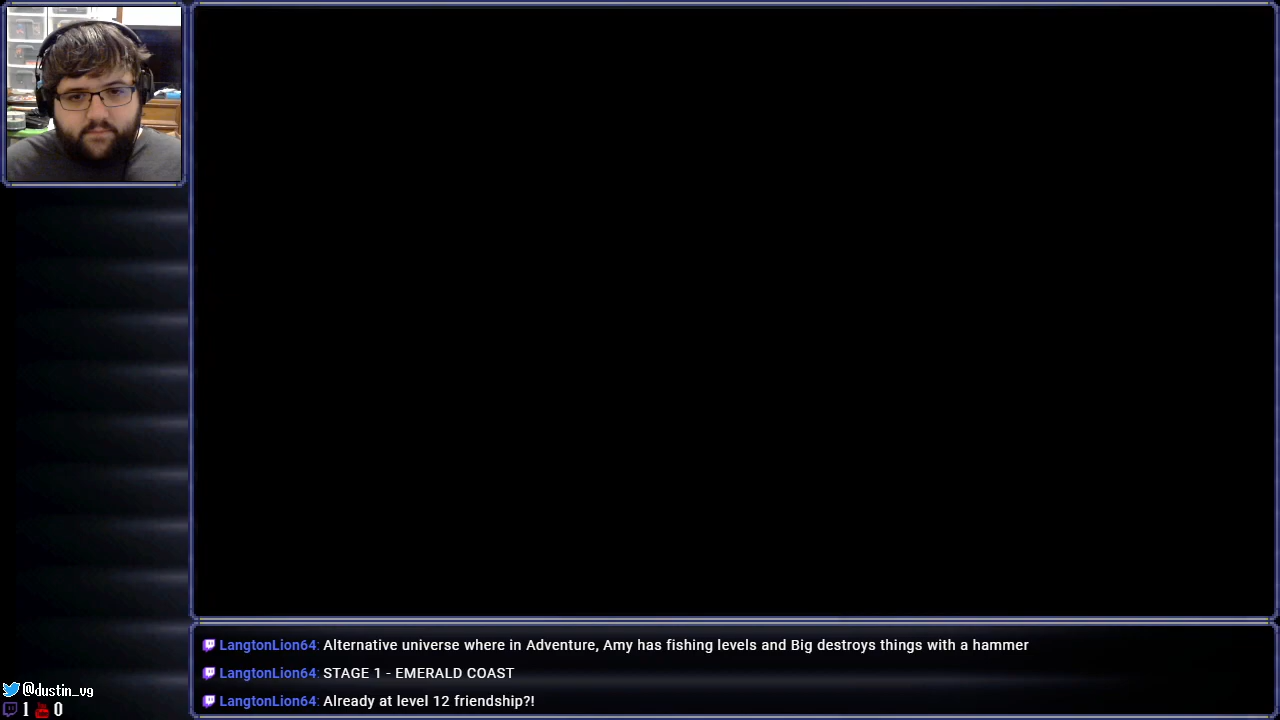 LangtonLion64: Alternative universe where in Adventure, Amy has fishing levels and Big destroys things with a hammer
LangtonLion64: STAGE 1 - EMERALD COAST
LangtonLion64: Already at level 12 friendship?!
@dustin_vg
1 0